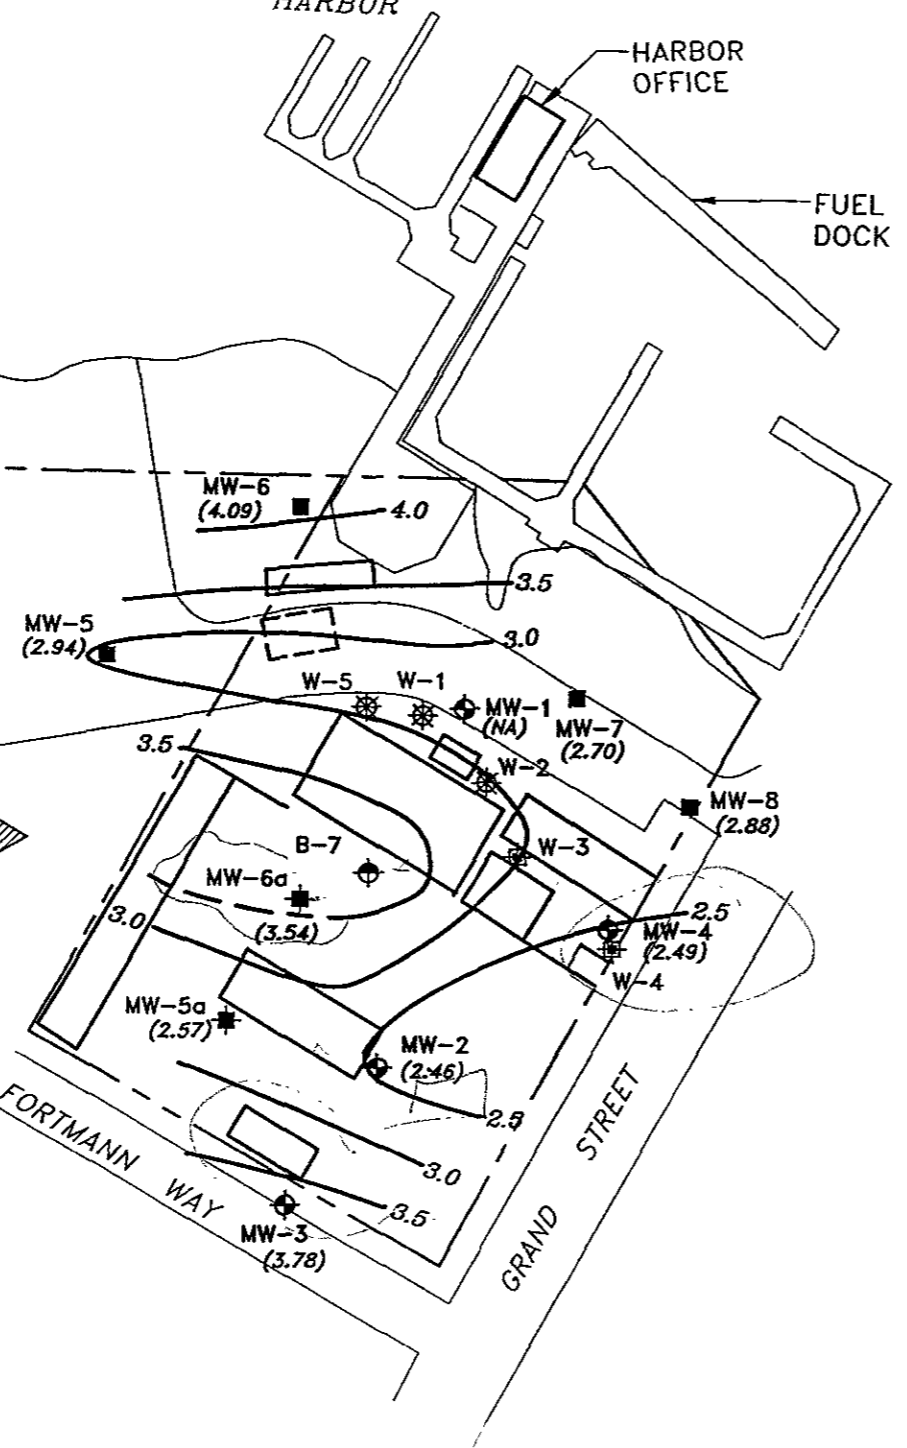 HARBOR
HARBOR
OFFICE
FUEL
DOCK
MW-6
(4.09)
4.0
3.5
MW-5
(2.94)
3.0
W-5
W-1
MW-1
(NA)
MW-7
(2.70)
3.5
W-2
MW-8
(2.88)
B-7
W-3
MW-6a
(3.54)
3.0
2.5
MW-4
(2.49)
W-4
MW-5a
(2.57)
MW-2
(2.46)
2.5
3.0
3.5
MW-3
(3.78)
FORTMANN WAY
GRAND STREET